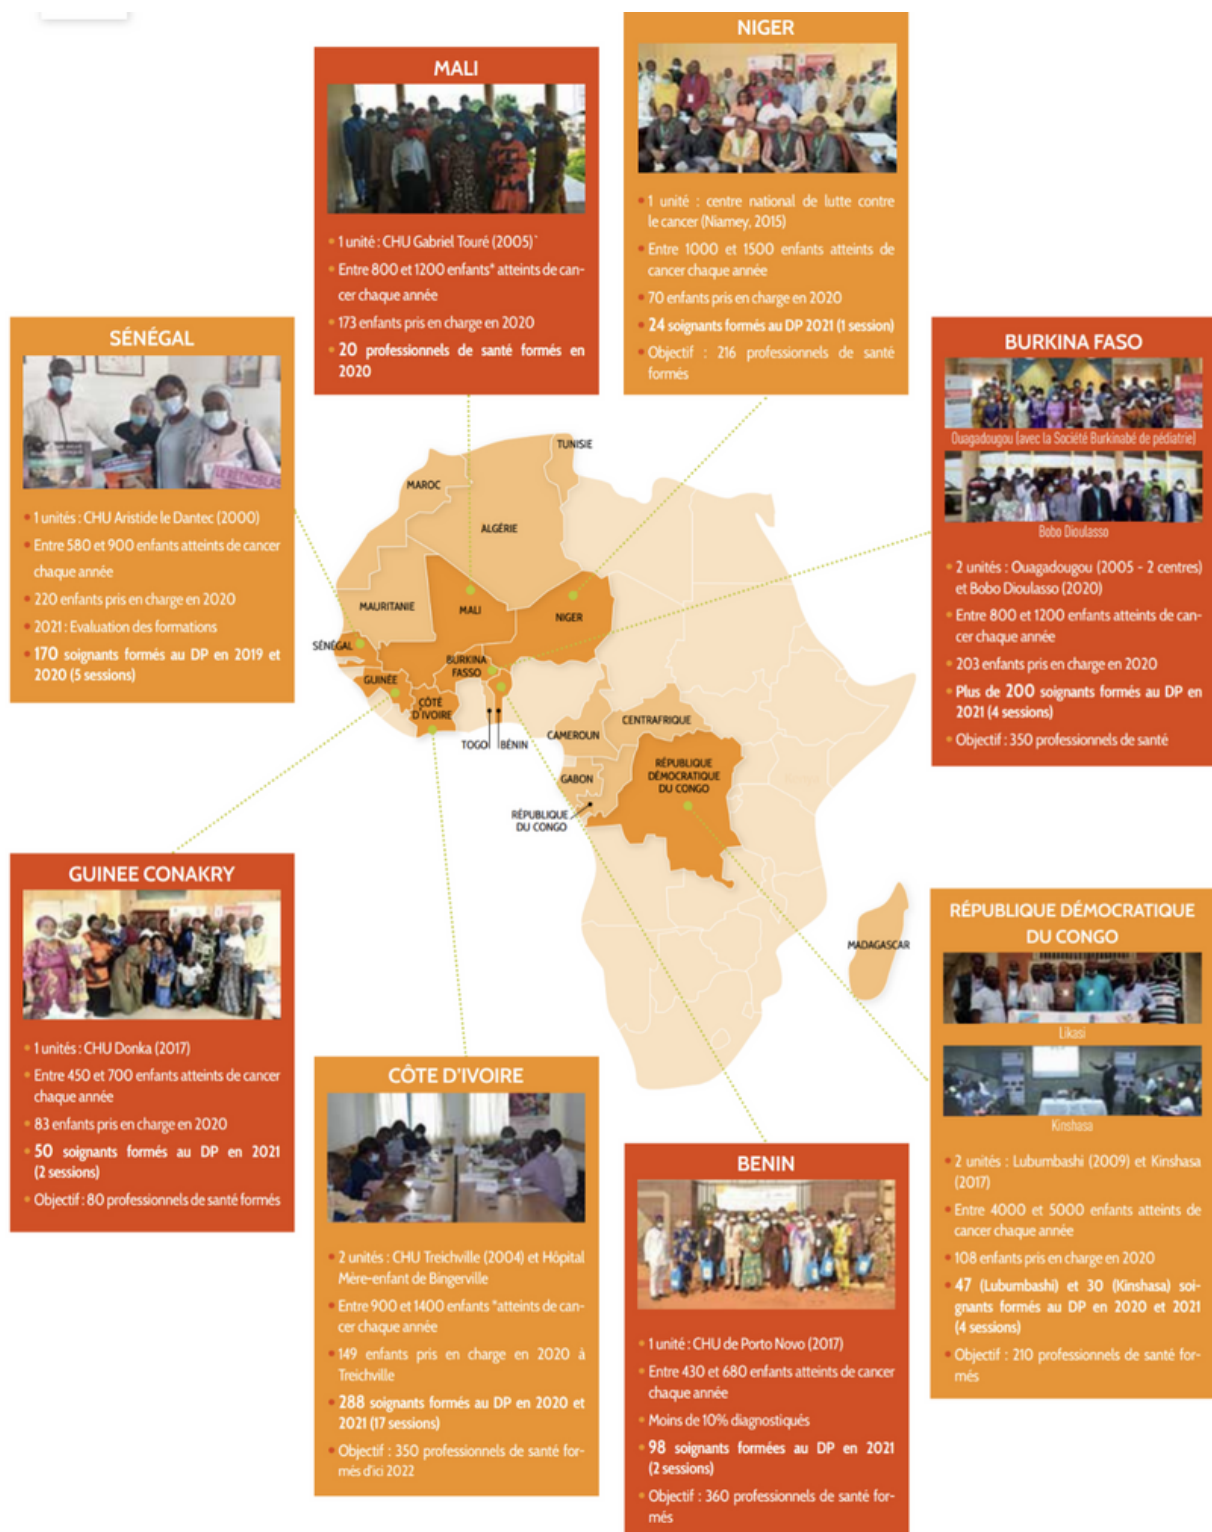 NIGER
MALI
• 1 unité : centre national de lutte contre
le cancer (Niamey, 2015)
• Entre 1000 et 1500 enfants atteints de
cancer chaque année
• 70 enfants pris en charge en 2020
• 24 soignants formés au DP 2021 (1 session)
• Objectif : 216 professionnels de santé
formés
• 1 unité : CHU Gabriel Touré (2005)`
• Entre 800 et 1200 enfants* atteints de can-
cer chaque année
• 173 enfants pris en charge en 2020
• 20 professionnels de santé formés en
2020
SÉNÉGAL
LE RÉTINOBLAS
• 1 unités : CHU Aristide le Dantec (2000)
• Entre 580 et 900 enfants atteints de cancer
chaque année
• 220 enfants pris en charge en 2020
• 2021 : Evaluation des formations
• 170 soignants formés au DP en 2019 et
2020 (5 sessions)
BURKINA FASO
Ouagadougou (avec la Société Burkinabé de pédiatrie)
Bobo Dioulasso
• 2 unités : Ouagadougou (2005 - 2 centres)
et Bobo Dioulasso (2020)
• Entre 800 et 1200 enfants atteints de can-
cer chaque année
• 203 enfants pris en charge en 2020
• Plus de 200 soignants formés au DP en
2021 (4 sessions)
• Objectif : 350 professionnels de santé
TUNISIE
MAROC
ALGÉRIE
MAURITANIE
MALI
NIGER
SÉNÉGAL
BURKINA
FASSO
GUINÉE
CÔTE
D'IVOIRE
TOGO
BÉNIN
CAMEROUN
CENTRAFRIQUE
GABON
RÉPUBLIQUE
DÉMOCRATIQUE
DU CONGO
RÉPUBLIQUE
DU CONGO
Kenya
MADAGASCAR
GUINEE CONAKRY
• 1 unités : CHU Donka (2017)
• Entre 450 et 700 enfants atteints de cancer
chaque année
• 83 enfants pris en charge en 2020
• 50 soignants formés au DP en 2021
(2 sessions)
• Objectif : 80 professionnels de santé formés
CÔTE D'IVOIRE
• 2 unités : CHU Treichville (2004) et Hôpital
Mère-enfant de Bingerville
• Entre 900 et 1400 enfants *atteints de can-
cer chaque année
• 149 enfants pris en charge en 2020 à
Treichville
• 288 soignants formés au DP en 2020 et
2021 (17 sessions)
• Objectif : 350 professionnels de santé for-
més d'ici 2022
BENIN
• 1 unité : CHU de Porto Novo (2017)
• Entre 430 et 680 enfants atteints de cancer
chaque année
• Moins de 10% diagnostiqués
• 98 soignants formées au DP en 2021
(2 sessions)
• Objectif : 360 professionnels de santé for-
més
RÉPUBLIQUE DÉMOCRATIQUE
DU CONGO
Likasi
Kinshasa
• 2 unités : Lubumbashi (2009) et Kinshasa
(2017)
• Entre 4000 et 5000 enfants atteints de
cancer chaque année
• 108 enfants pris en charge en 2020
• 47 (Lubumbashi) et 30 (Kinshasa) soi-
gnants formés au DP en 2020 et 2021
(4 sessions)
• Objectif : 210 professionnels de santé for-
més